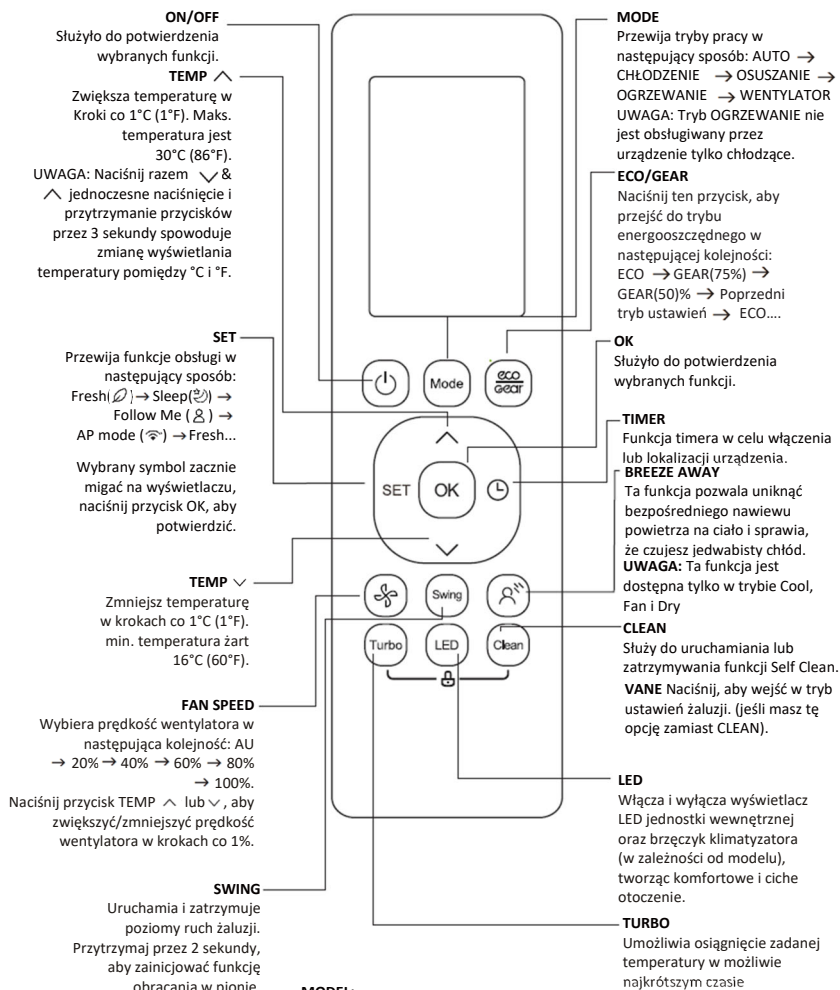 ON/OFF
Służyło do potwierdzenia
wybranych funkcji.
TEMP
Zwiększa temperaturę w
Kroki co 1°C (1°F). Maks.
temperatura jest
30°C (86°F).
UWAGA: Naciśnij razem &
jednoczesne naciśnięcie i
przytrzymanie przycisków
przez 3 sekundy spowoduje
zmianę wyświetlania
temperatury pomiędzy °C i °F.
SET
Przewija funkcje obsługi w
następujący sposób:
Fresh( ) → Sleep( ) →
Follow Me ( ) →
AP mode ( ) → Fresh...
Wybrany symbol zacznie
migać na wyświetlaczu,
naciśnij przycisk OK, aby
potwierdzić.
TEMP
Zmniejsz temperaturę
w krokach co 1°C (1°F).
min. temperatura żart
16°C (60°F).
FAN SPEED
Wybiera prędkość wentylatora w
następująca kolejność: AU
→ 20% → 40% → 60% → 80%
→ 100%.
Naciśnij przycisk TEMP lub , aby
zwiększyć/zmniejszyć prędkość
wentylatora w krokach co 1%.
SWING
Uruchamia i zatrzymuje
poziomy ruch żaluzji.
Przytrzymaj przez 2 sekundy,
aby zainicjować funkcję
obracania w pionie
Mode
eco
Gear
SET
OK
Swing
Turbo
LED
Clean
MODE
Przewija tryby pracy w
następujący sposób: AUTO →
CHŁODZENIE → OSUSZANIE →
OGRZEWANIE → WENTYLATOR
UWAGA: Tryb OGRZEWANIE nie
jest obsługiwany przez
urządzenie tylko chłodzące.
ECO/GEAR
Naciśnij ten przycisk, aby
przejść do trybu
energooszczędnego w
następującej kolejności:
ECO → GEAR(75%) →
GEAR(50)% → Poprzedni
tryb ustawień → ECO....
OK
Służyło do potwierdzenia
wybranych funkcji.
TIMER
Funkcja timera w celu włączenia
lub lokalizacji urządzenia.
BREEZE AWAY
Ta funkcja pozwala uniknąć
bezpośredniego nawiewu
powietrza na ciało i sprawia,
że czujesz jedwabisty chłód.
UWAGA: Ta funkcja jest
dostępna tylko w trybie Cool,
Fan i Dry
CLEAN
Służy do uruchamiania lub
zatrzymywania funkcji Self Clean.
VANE Naciśnij, aby wejść w tryb
ustawień żaluzji. (jeśli masz tę
opcję zamiast CLEAN).
LED
Włącza i wyłącza wyświetlacz
LED jednostki wewnętrznej
oraz brzęczyk klimatyzatora
(w zależności od modelu),
tworząc komfortowe i ciche
otoczenie.
TURBO
Umożliwia osiągnięcie zadanej
temperatury w możliwie
najkrótszym czasie
MODEL: